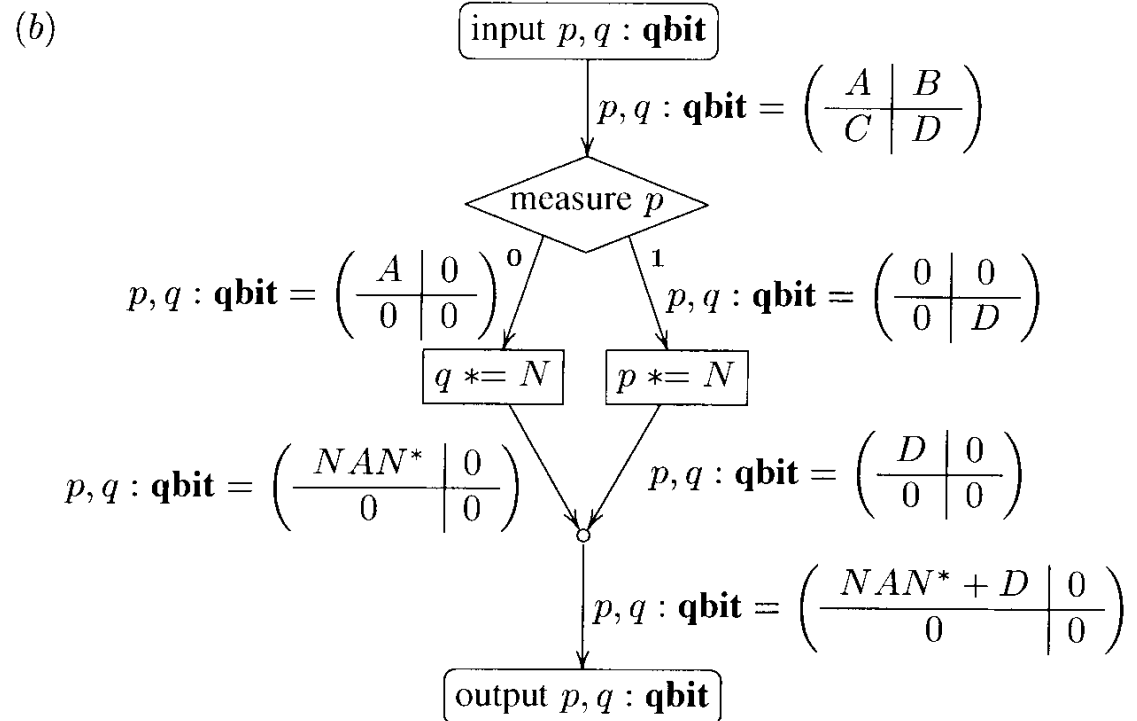 (b)
input p, q : qbit
p, q : qbit = ( A | B / C | D )
measure p
0
1
p, q : qbit = ( A | 0 / 0 | 0 )
p, q : qbit = ( 0 | 0 / 0 | D )
q *= N
p *= N
p, q : qbit = ( NAN* | 0 / 0 | 0 )
p, q : qbit = ( D | 0 / 0 | 0 )
p, q : qbit = ( NAN* + D | 0 / 0 | 0 )
output p, q : qbit